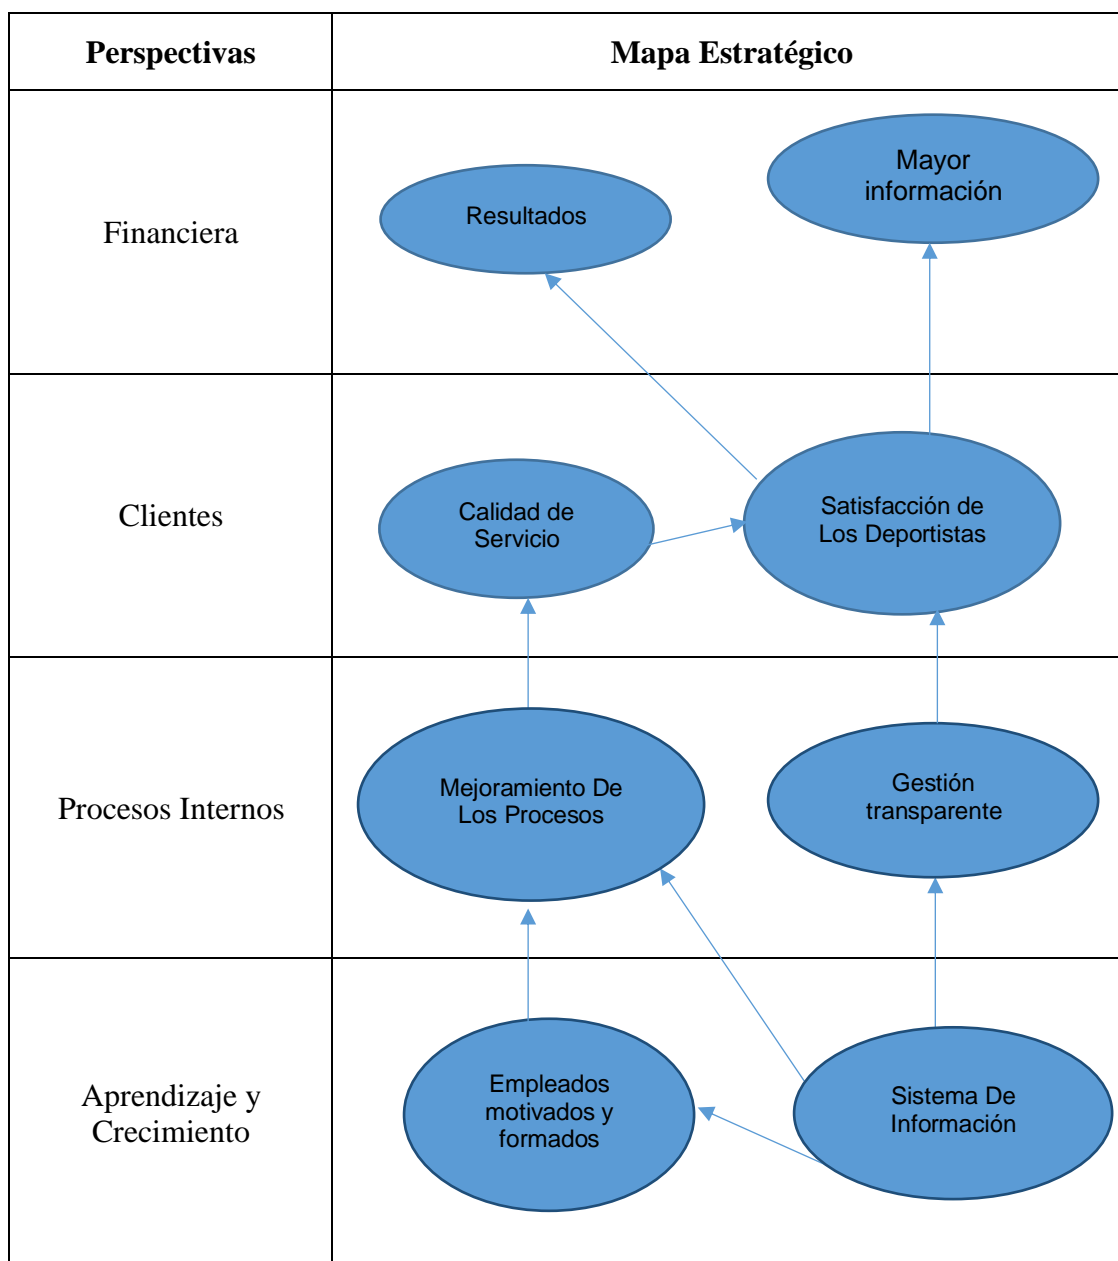 Perspectivas
Mapa Estratégico
Financiera
Resultados
Mayor
información
Clientes
Calidad de
Servicio
Satisfacción de
Los Deportistas
Procesos Internos
Mejoramiento De
Los Procesos
Gestión
transparente
Aprendizaje y
Crecimiento
Empleados
motivados y
formados
Sistema De
Información